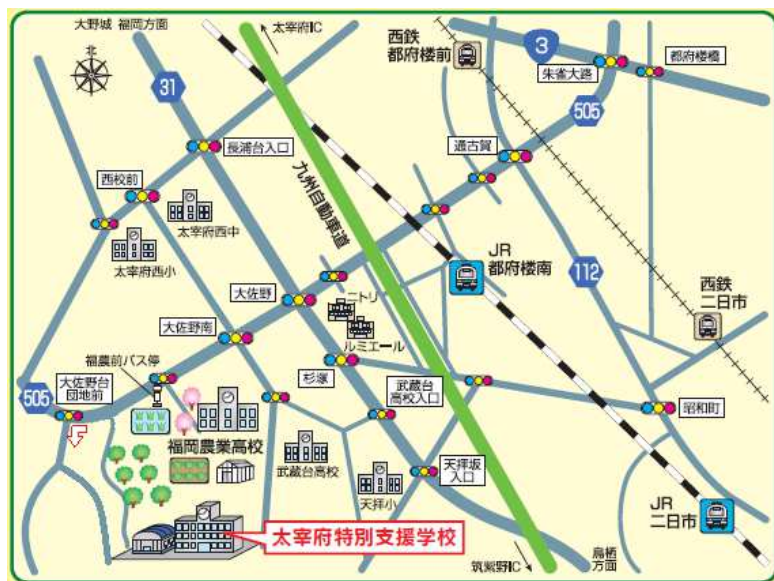 大野城 福岡方面
太宰府IC
北
西鉄
都府楼前
3
朱雀大路
都府楼橋
31
505
長浦台入口
通古賀
西校前
太宰府西中
太宰府西小
九州自動車道
JR
都府楼南
112
西鉄
二日市
大佐野
ニトリ
ルミエール
大佐野南
福農前バス停
杉塚
大佐野台
団地前
505
武蔵台
高校入口
昭和町
福岡農業高校
武蔵台高校
天拝小
天拝坂
入口
JR
二日市
太宰府特別支援学校
筑紫野IC
鳥栖
方面